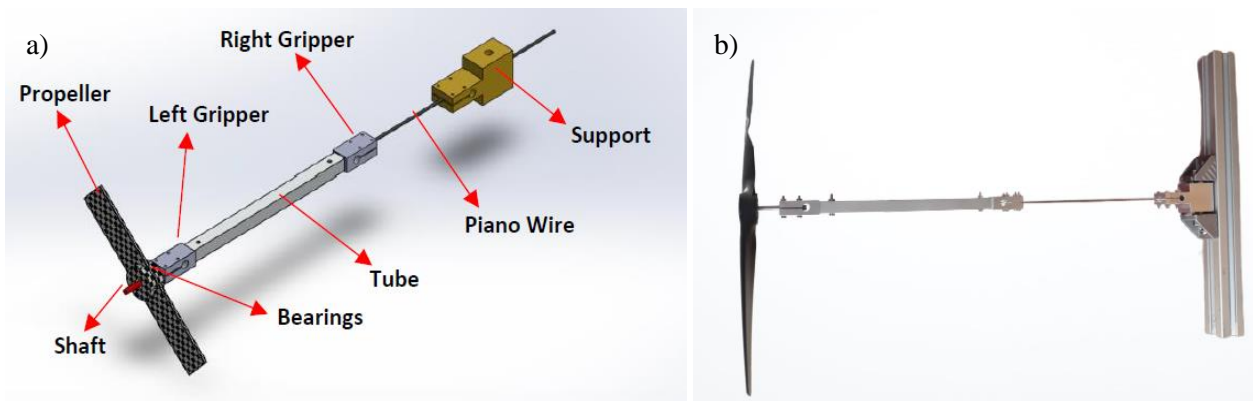 a)
Right Gripper
Propeller
Left Gripper
Support
Piano Wire
Tube
Bearings
Shaft
b)